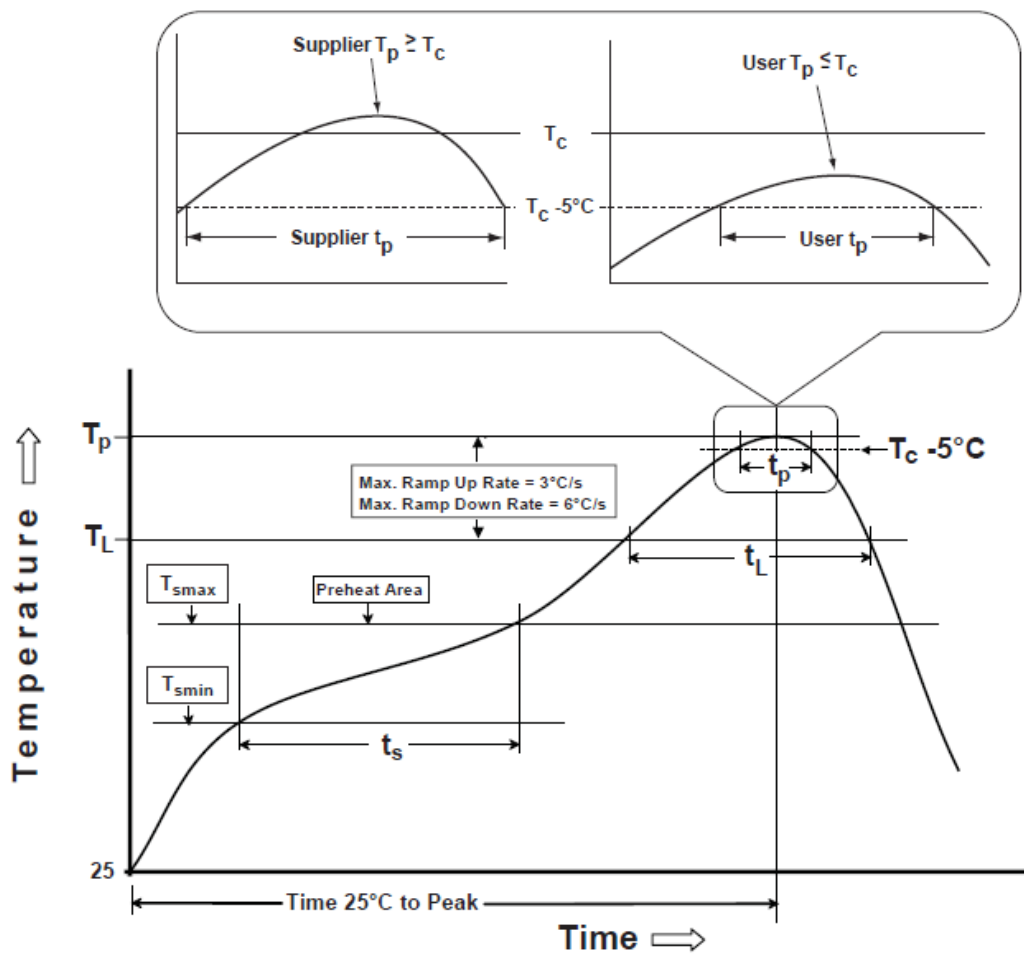 Supplier Tp ≥ Tc
User Tp ≤ Tc
Tc
Tc -5°C
Supplier tp
User tp
Tp
Tc -5°C
tp
Max. Ramp Up Rate = 3°C/s
Max. Ramp Down Rate = 6°C/s
TL
tL
Tsmax
Preheat Area
Tsmin
ts
Temperature
25
Time 25°C to Peak
Time